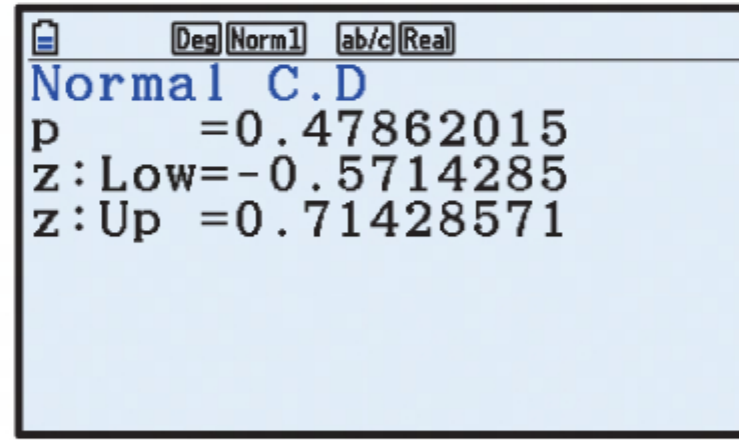 Deg Norm1 ab/c Real
Normal C.D
p =0.47862015
z:Low=-0.5714285
z:Up =0.71428571